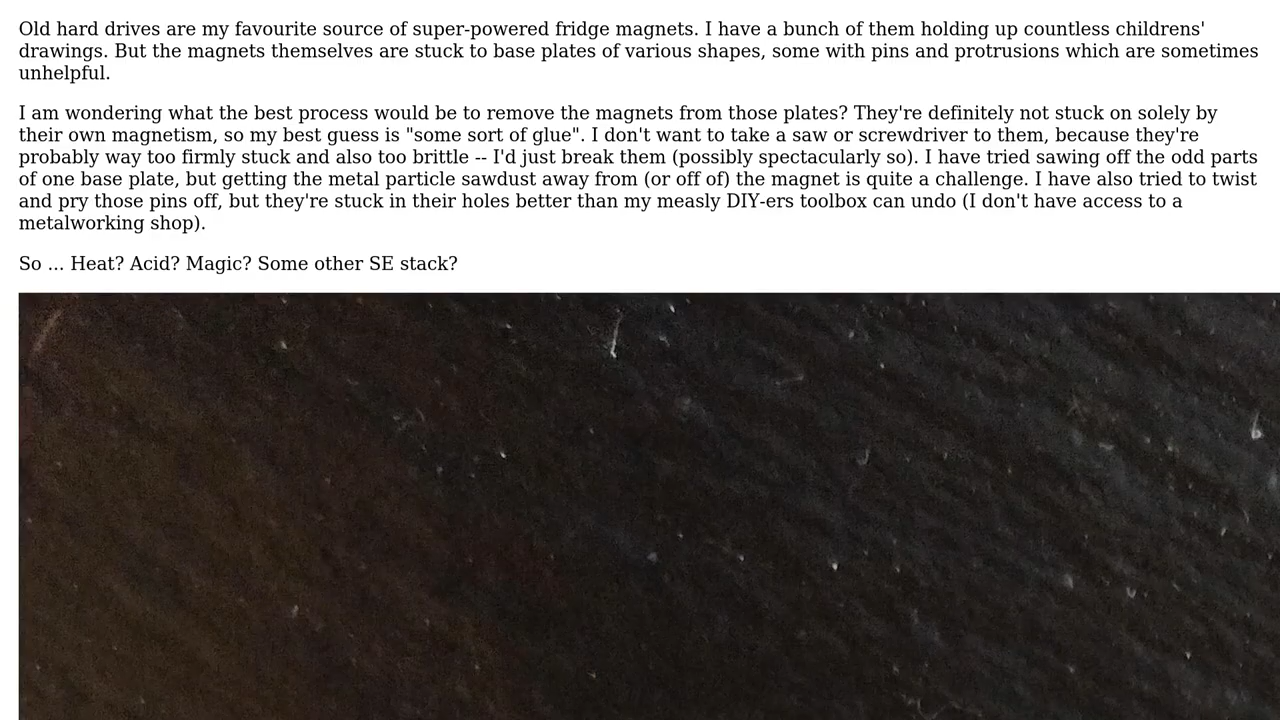 Old hard drives are my favourite source of super-powered fridge magnets. I have a bunch of them holding up countless childrens'
drawings. But the magnets themselves are stuck to base plates of various shapes, some with pins and protrusions which are sometimes
unhelpful.
I am wondering what the best process would be to remove the magnets from those plates? They're definitely not stuck on solely by
their own magnetism, so my best guess is "some sort of glue". I don't want to take a saw or screwdriver to them, because they're
probably way too firmly stuck and also too brittle -- I'd just break them (possibly spectacularly so). I have tried sawing off the odd parts
of one base plate, but getting the metal particle sawdust away from (or off of) the magnet is quite a challenge. I have also tried to twist
and pry those pins off, but they're stuck in their holes better than my measly DIY-ers toolbox can undo (I don't have access to a
metalworking shop).
So ... Heat? Acid? Magic? Some other SE stack?